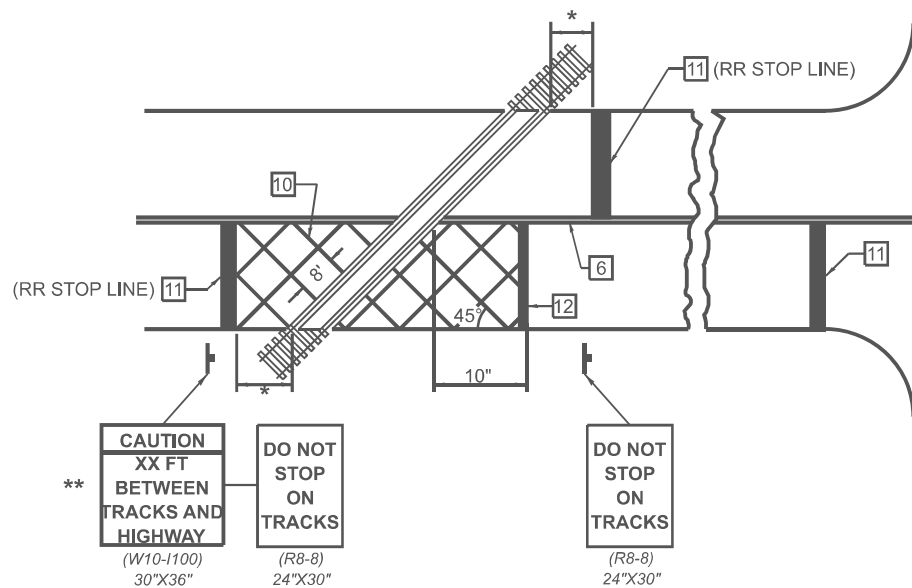 *
11 (RR STOP LINE)
10
8'
6
(RR STOP LINE) 11
11
12
45°
*
10"
**
CAUTION
XX FT
BETWEEN
TRACKS AND
HIGHWAY
(W10-I100)
30"X36"
DO NOT
STOP
ON
TRACKS
(R8-8)
24"X30"
DO NOT
STOP
ON
TRACKS
(R8-8)
24"X30"